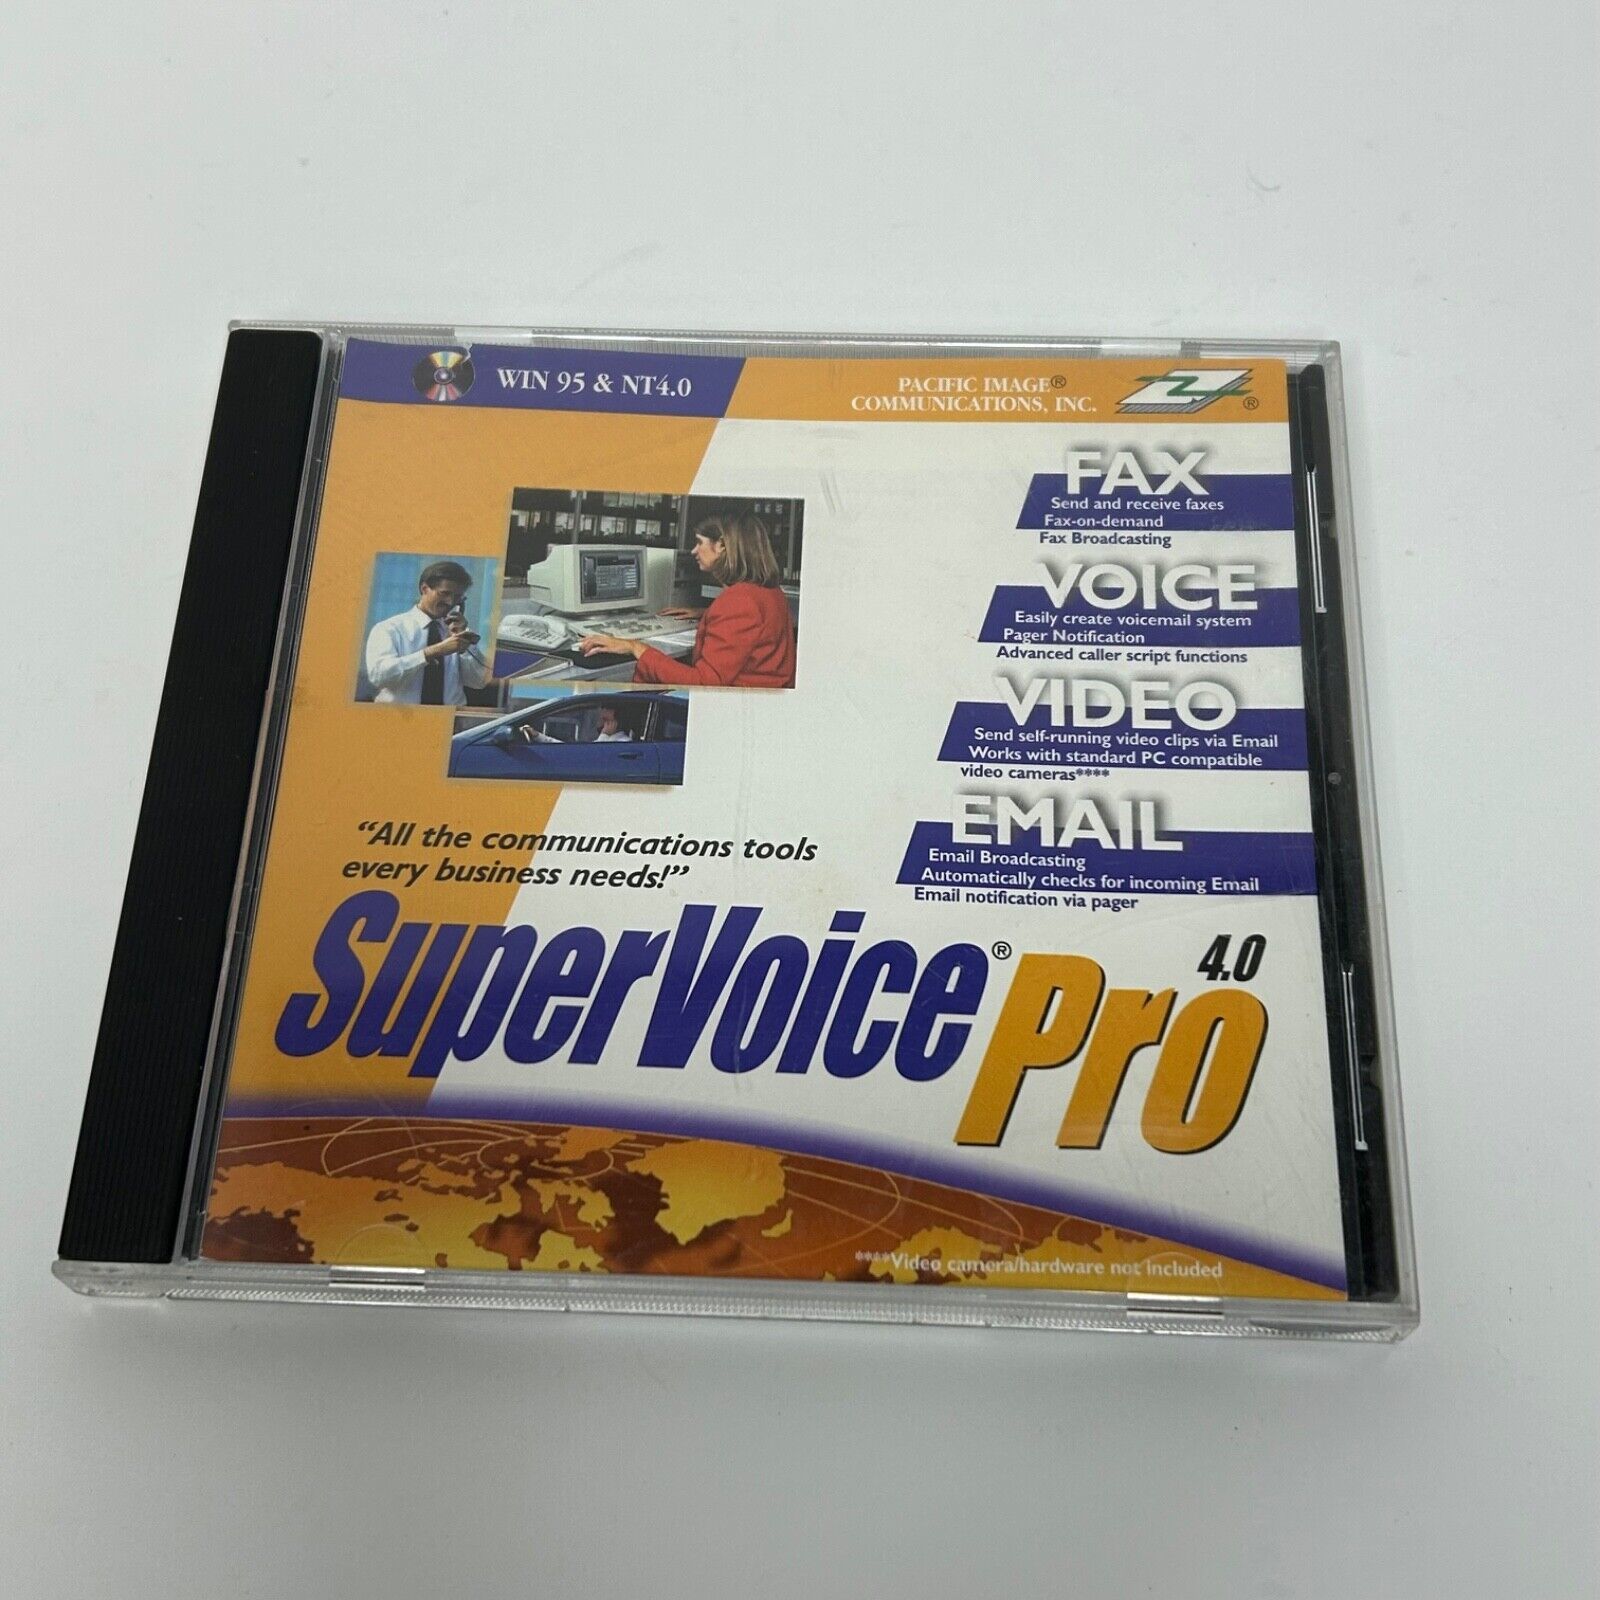 WIN 95 & NT4.0
PACIFIC IMAGE®
COMMUNICATIONS, INC.
®
FAX
Send and receive faxes
Fax-on-demand
Fax Broadcasting
VOICE
Easily create voicemail system
Pager Notification
Advanced caller script functions
VIDEO
Send self-running video clips via Email
Works with standard PC compatible
video cameras****
EMAIL
Email Broadcasting
Automatically checks for incoming Email
Email notification via pager
“All the communications tools
every business needs!”
SuperVoice® Pro 4.0
****Video camera/hardware not included